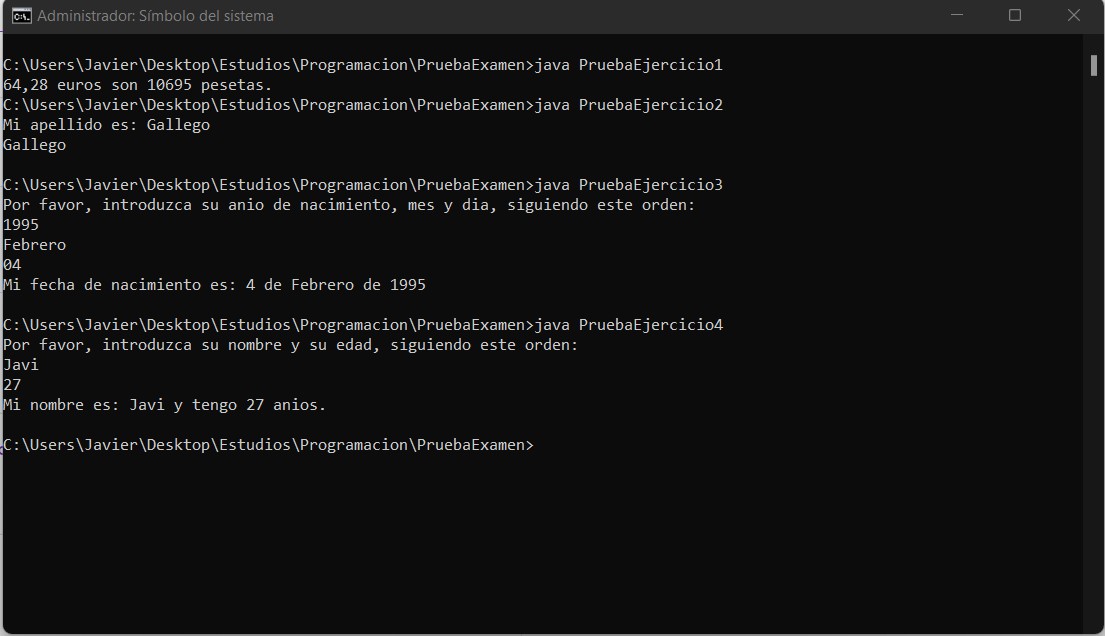 Administrador: Símbolo del sistema
C:\Users\Javier\Desktop\Estudios\Programacion\PruebaExamen>java PruebaEjercicio1
64,28 euros son 10695 pesetas.
C:\Users\Javier\Desktop\Estudios\Programacion\PruebaExamen>java PruebaEjercicio2
Mi apellido es: Gallego
Gallego
C:\Users\Javier\Desktop\Estudios\Programacion\PruebaExamen>java PruebaEjercicio3
Por favor, introduzca su anio de nacimiento, mes y dia, siguiendo este orden:
1995
Febrero
04
Mi fecha de nacimiento es: 4 de Febrero de 1995
C:\Users\Javier\Desktop\Estudios\Programacion\PruebaExamen>java PruebaEjercicio4
Por favor, introduzca su nombre y su edad, siguiendo este orden:
Javi
27
Mi nombre es: Javi y tengo 27 anios.
C:\Users\Javier\Desktop\Estudios\Programacion\PruebaExamen>